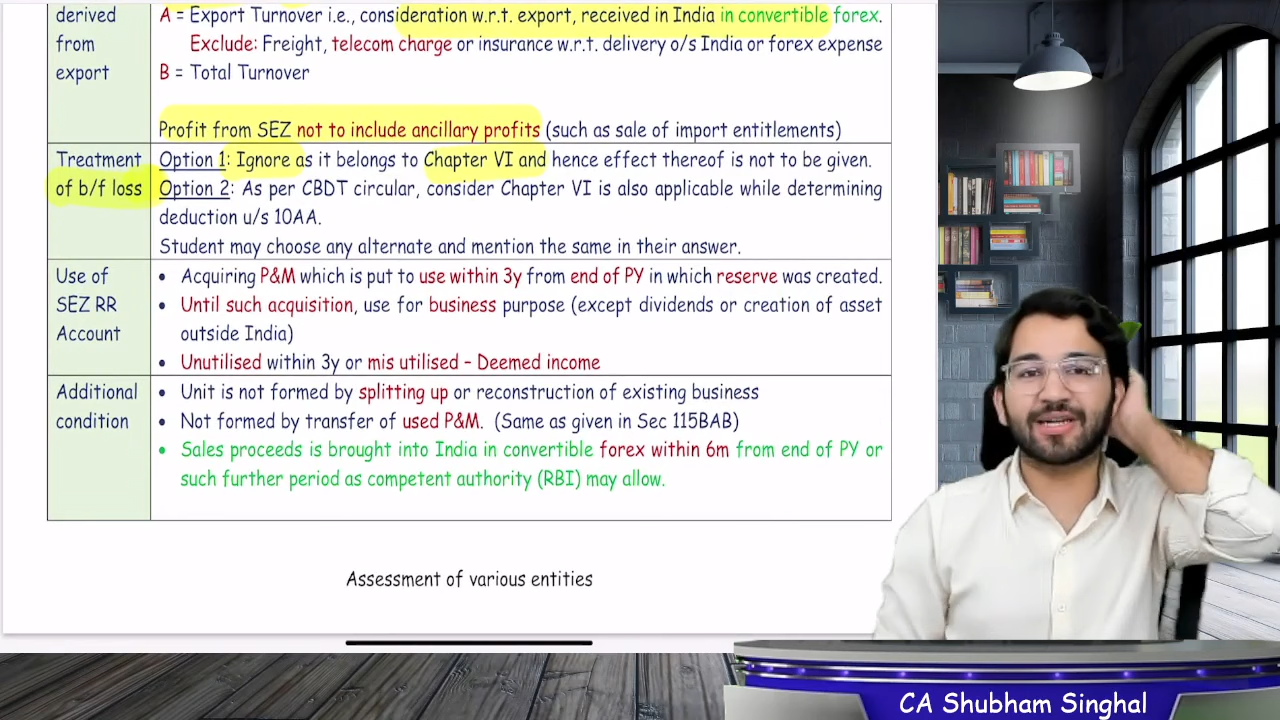 derived
from
export
A = Export Turnover i.e., consideration w.r.t. export, received in India in convertible forex.
Exclude: Freight, telecom charge or insurance w.r.t. delivery o/s India or forex expense
B = Total Turnover
Profit from SEZ not to include ancillary profits (such as sale of import entitlements)
Treatment
of b/f loss
Option 1: Ignore as it belongs to Chapter VI and hence effect thereof is not to be given.
Option 2: As per CBDT circular, consider Chapter VI is also applicable while determining
deduction u/s 10AA.
Student may choose any alternate and mention the same in their answer.
Use of
SEZ RR
Account
• Acquiring P&M which is put to use within 3y from end of PY in which reserve was created.
• Until such acquisition, use for business purpose (except dividends or creation of asset
outside India)
• Unutilised within 3y or mis utilised – Deemed income
Additional
condition
• Unit is not formed by splitting up or reconstruction of existing business
• Not formed by transfer of used P&M. (Same as given in Sec 115BAB)
• Sales proceeds is brought into India in convertible forex within 6m from end of PY or
such further period as competent authority (RBI) may allow.
Assessment of various entities
CA Shubham Singhal